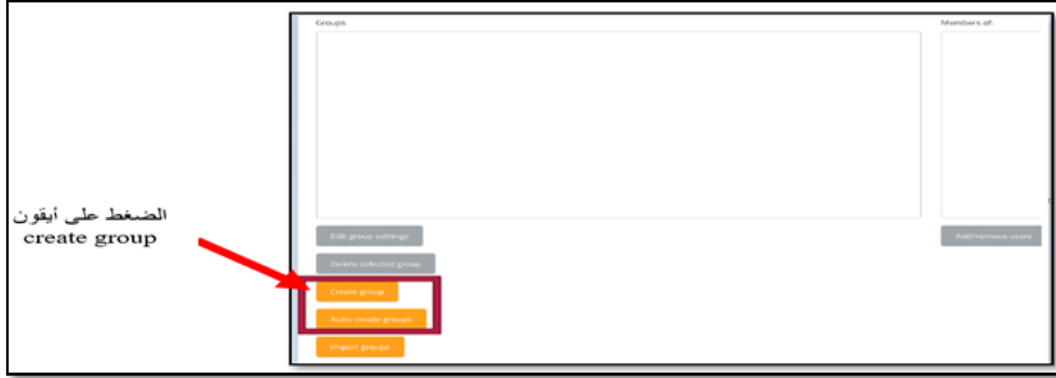 Groups
Members of:
الضغط على أيقون
create group
Edit group settings
Add/remove users
Delete selected group
Create group
Auto-create groups
Import groups